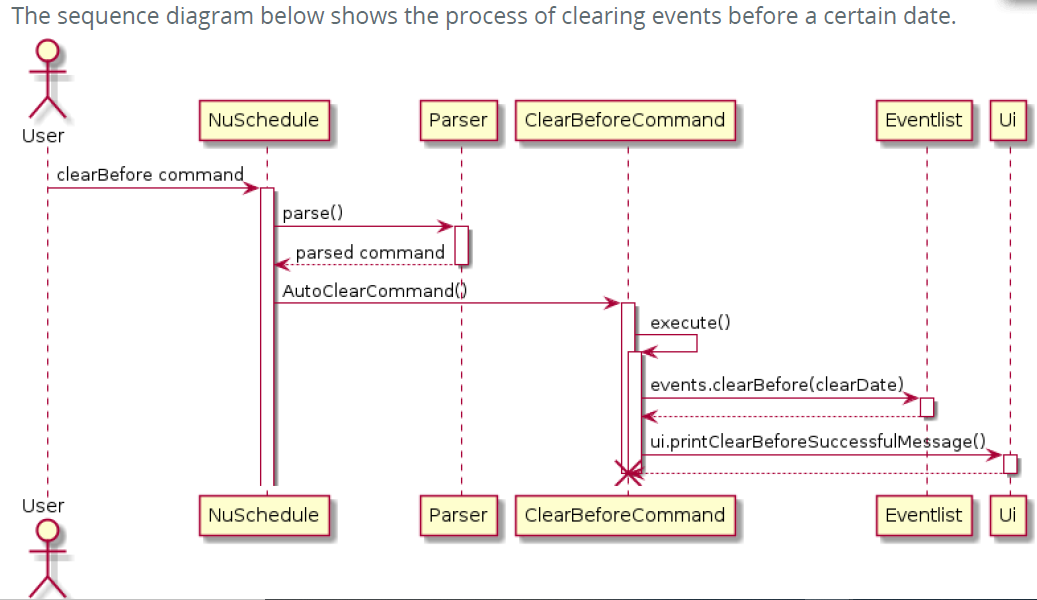 The sequence diagram below shows the process of clearing events before a certain date.
User
NuSchedule
Parser
ClearBeforeCommand
Eventlist
Ui
clearBefore command
parse()
parsed command
AutoClearCommand()
execute()
events.clearBefore(clearDate)
ui.printClearBeforeSuccessfulMessage()
User
NuSchedule
Parser
ClearBeforeCommand
Eventlist
Ui